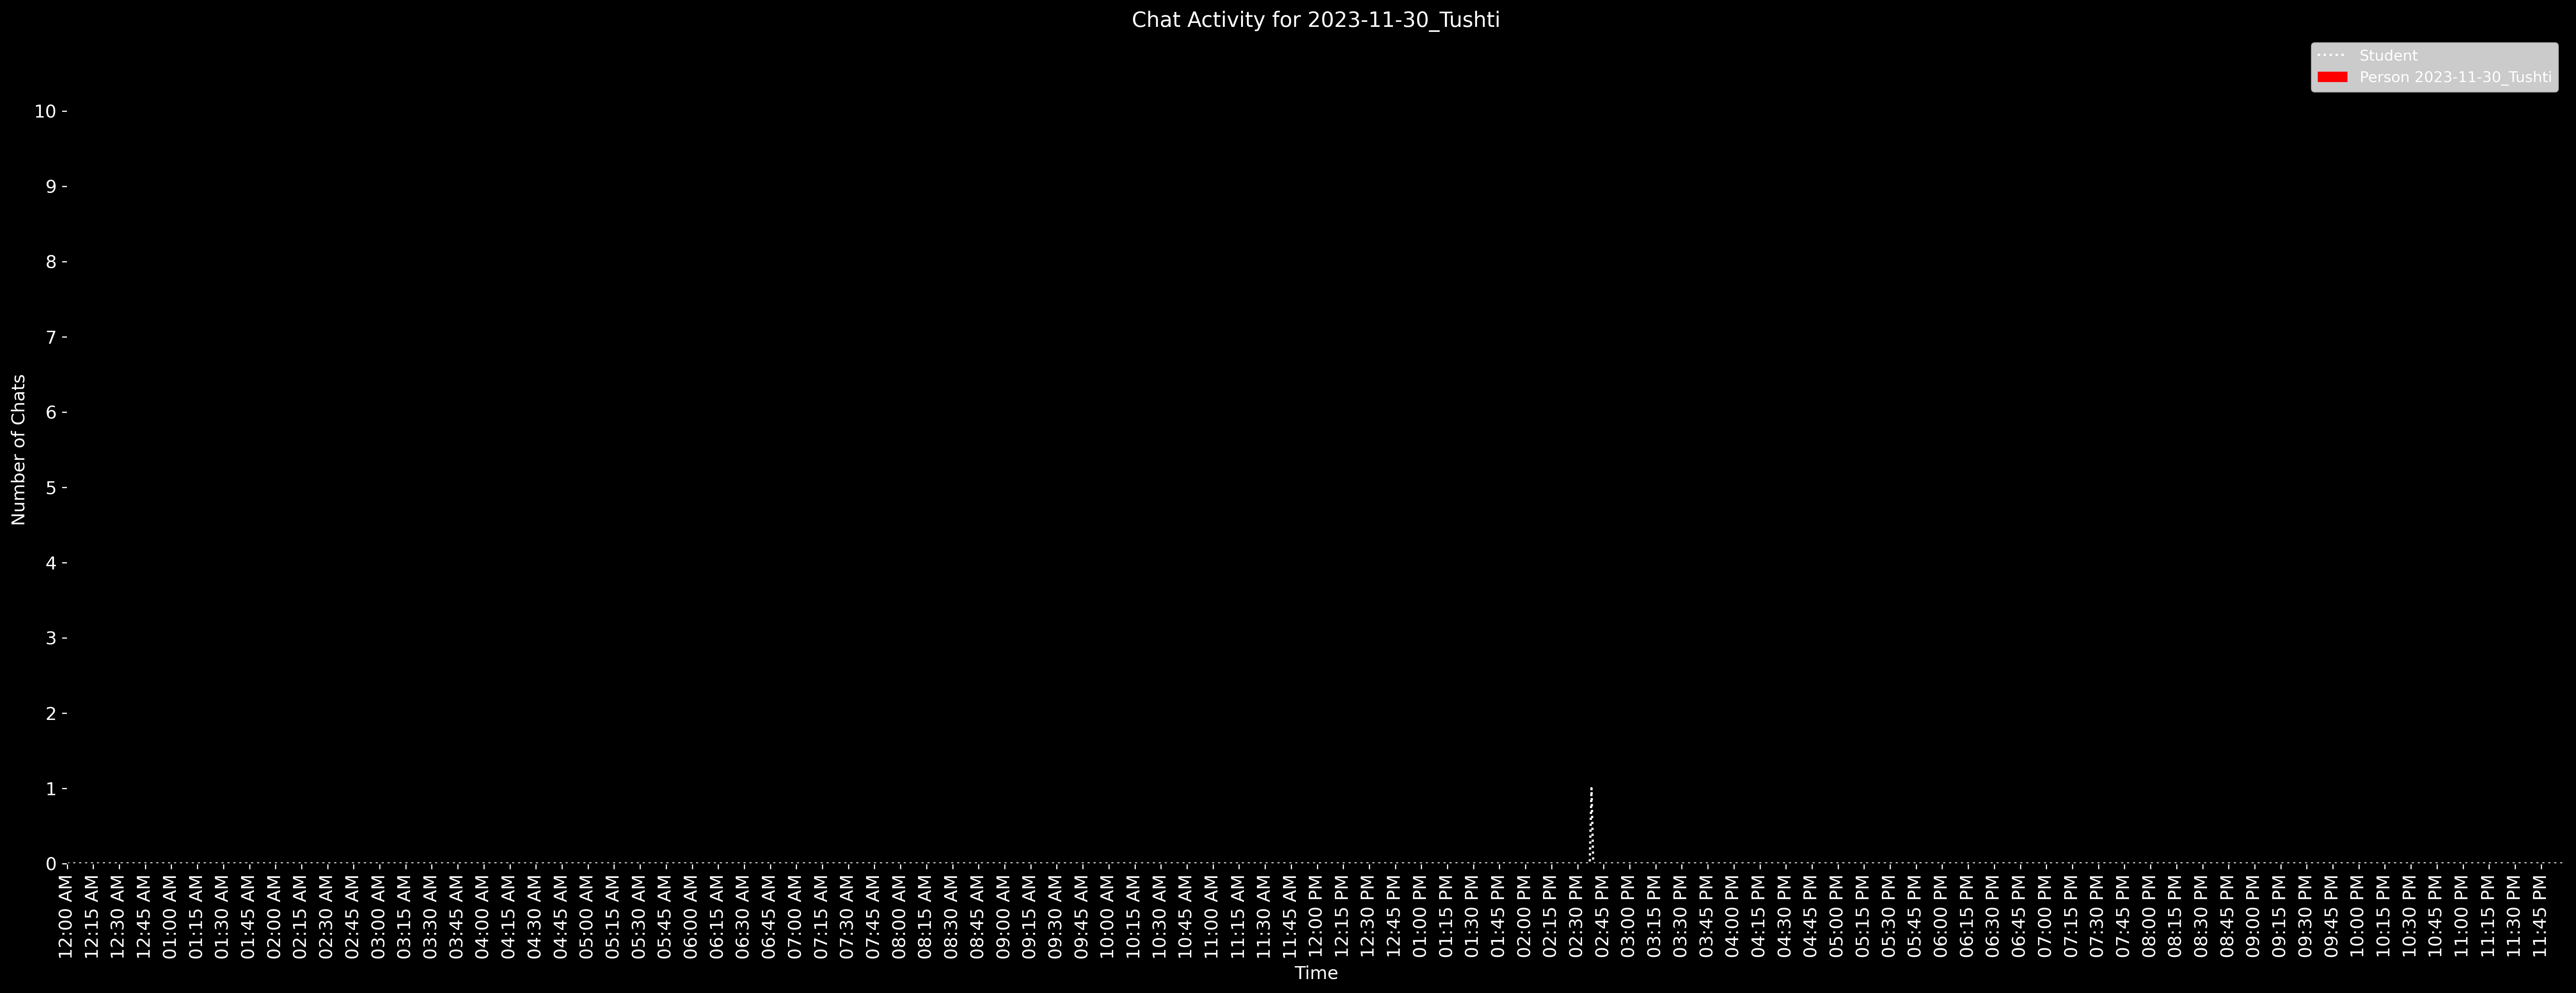 Chat Activity for 2023-11-30_Tushti
Student
Person 2023-11-30_Tushti
10
9
8
7
6
5
4
3
2
1
0
Number of Chats
12:00 AM
12:15 AM
12:30 AM
12:45 AM
01:00 AM
01:15 AM
01:30 AM
01:45 AM
02:00 AM
02:15 AM
02:30 AM
02:45 AM
03:00 AM
03:15 AM
03:30 AM
03:45 AM
04:00 AM
04:15 AM
04:30 AM
04:45 AM
05:00 AM
05:15 AM
05:30 AM
05:45 AM
06:00 AM
06:15 AM
06:30 AM
06:45 AM
07:00 AM
07:15 AM
07:30 AM
07:45 AM
08:00 AM
08:15 AM
08:30 AM
08:45 AM
09:00 AM
09:15 AM
09:30 AM
09:45 AM
10:00 AM
10:15 AM
10:30 AM
10:45 AM
11:00 AM
11:15 AM
11:30 AM
11:45 AM
12:00 PM
12:15 PM
12:30 PM
12:45 PM
01:00 PM
01:15 PM
01:30 PM
01:45 PM
02:00 PM
02:15 PM
02:30 PM
02:45 PM
03:00 PM
03:15 PM
03:30 PM
03:45 PM
04:00 PM
04:15 PM
04:30 PM
04:45 PM
05:00 PM
05:15 PM
05:30 PM
05:45 PM
06:00 PM
06:15 PM
06:30 PM
06:45 PM
07:00 PM
07:15 PM
07:30 PM
07:45 PM
08:00 PM
08:15 PM
08:30 PM
08:45 PM
09:00 PM
09:15 PM
09:30 PM
09:45 PM
10:00 PM
10:15 PM
10:30 PM
10:45 PM
11:00 PM
11:15 PM
11:30 PM
11:45 PM
Time